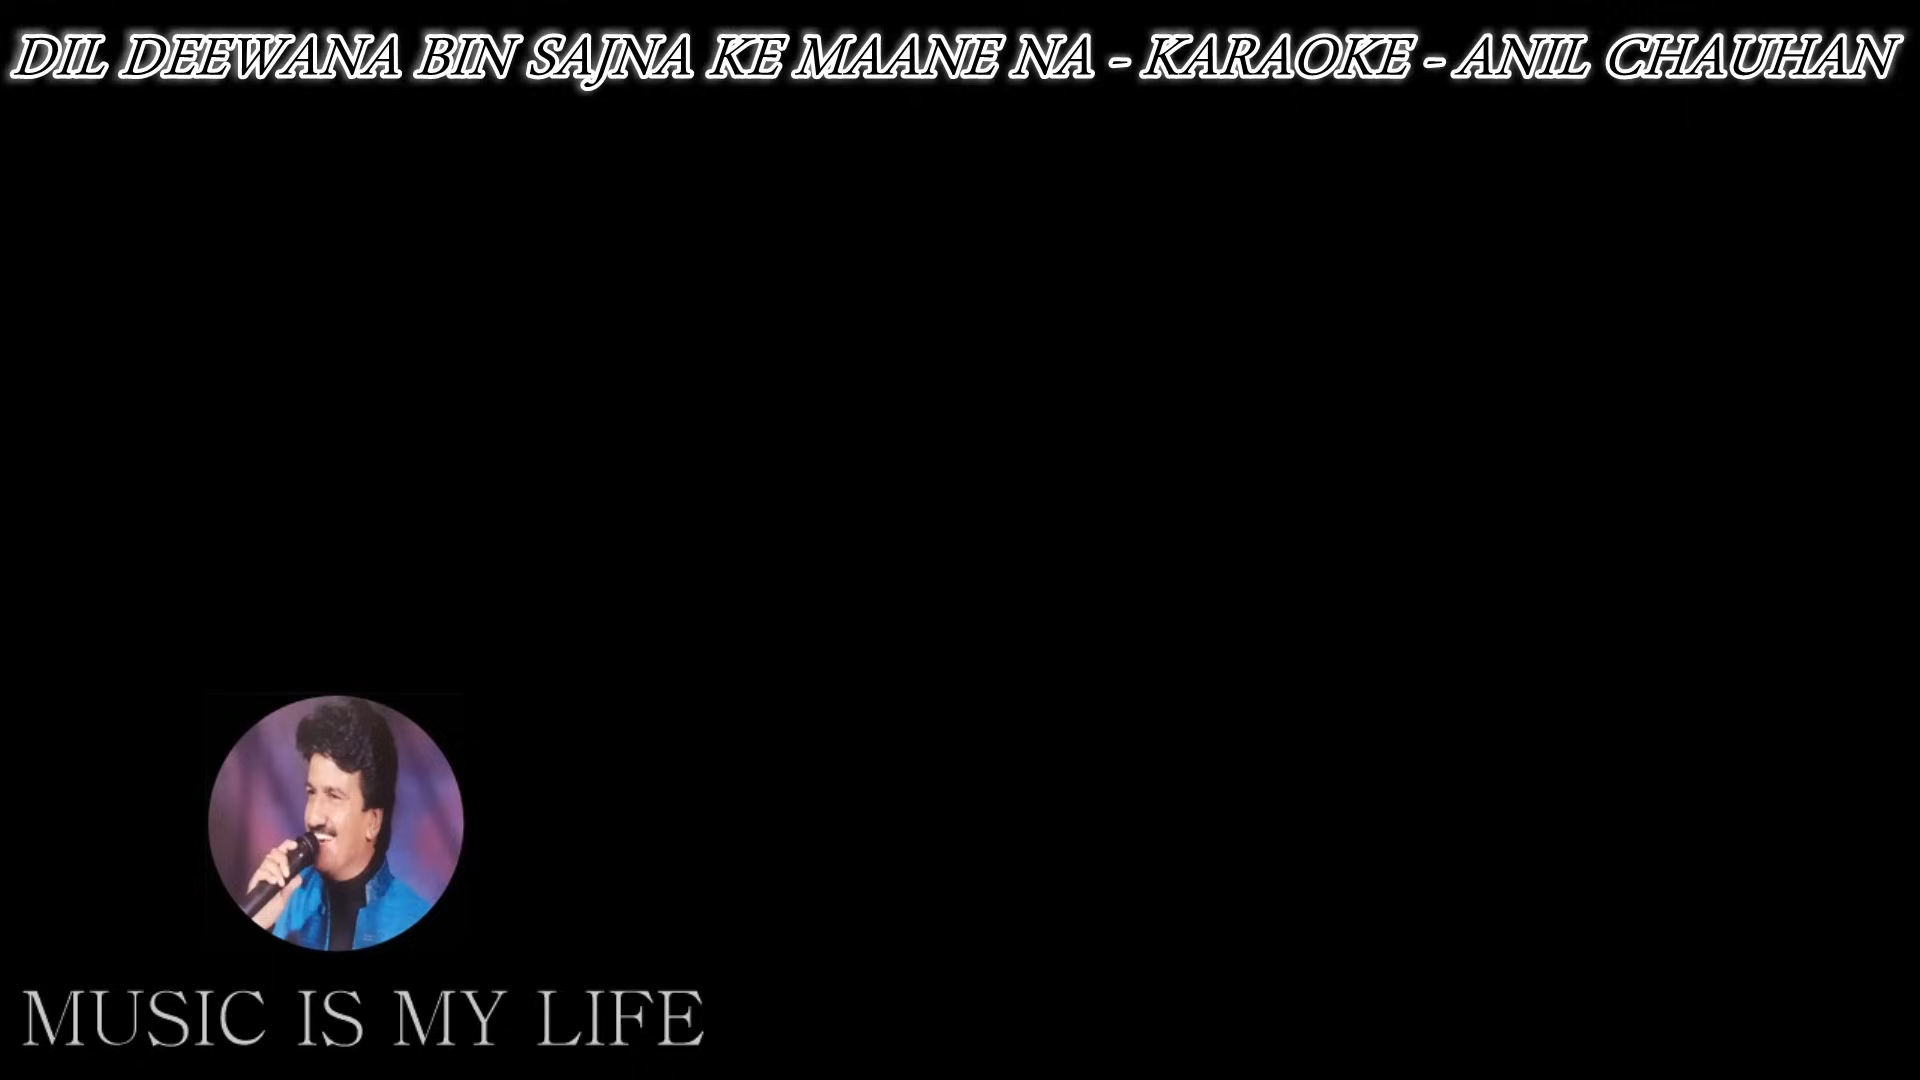 DIL DEEWANA BIN SAJNA KE MAANE NA - KARAOKE - ANIL CHAUHAN
MUSIC IS MY LIFE